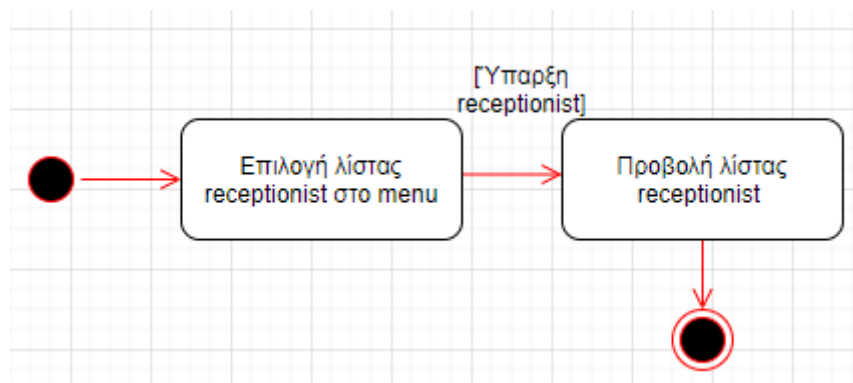 [Ύπαρξη
receptionist]
Επιλογή λίστας
receptionist στο menu
Προβολή λίστας
receptionist